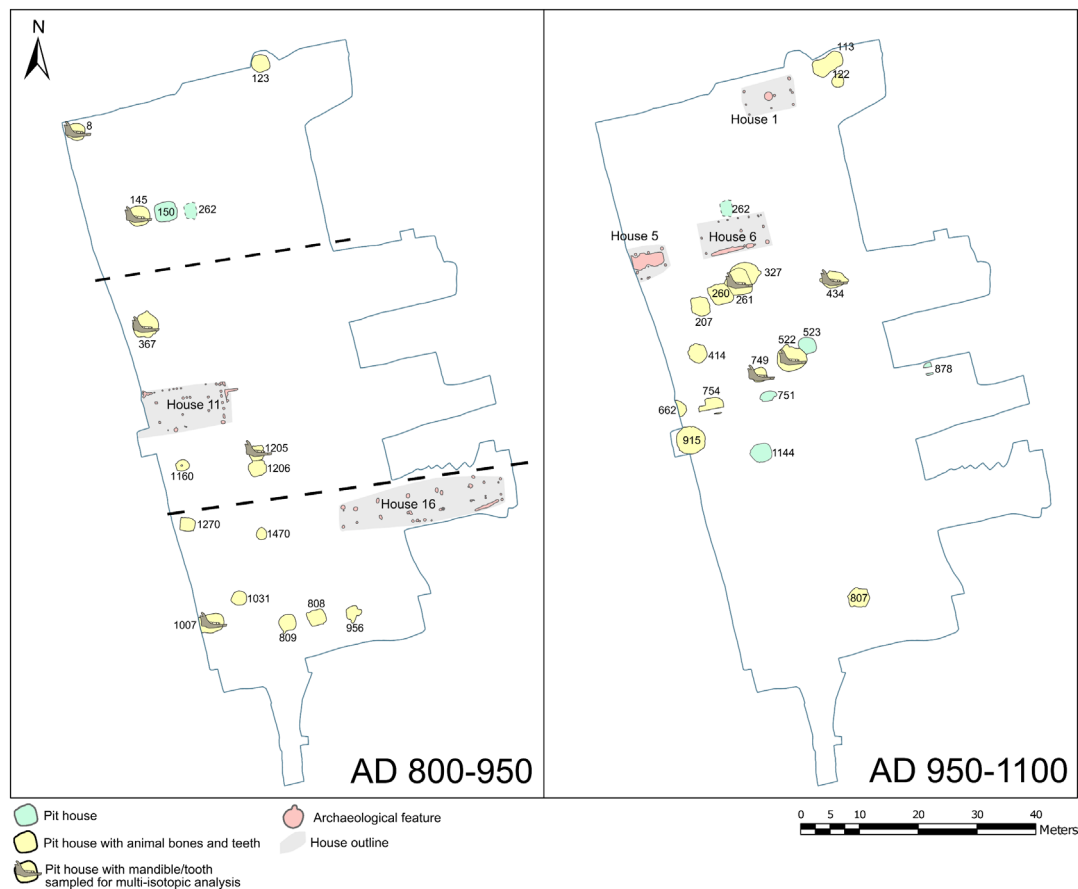 N
123
8
145
150
262
367
House 11
1205
1206
1160
House 16
1270
1470
1031
1007
808
809
956
AD 800-950
113
122
House 1
262
House 5
House 6
327
260
261
434
207
523
522
414
749
878
751
754
662
915
1144
807
AD 950-1100
Pit house
Pit house with animal bones and teeth
Pit house with mandible/tooth
sampled for multi-isotopic analysis
Archaeological feature
House outline
0 5 10 20 30 40
Meters